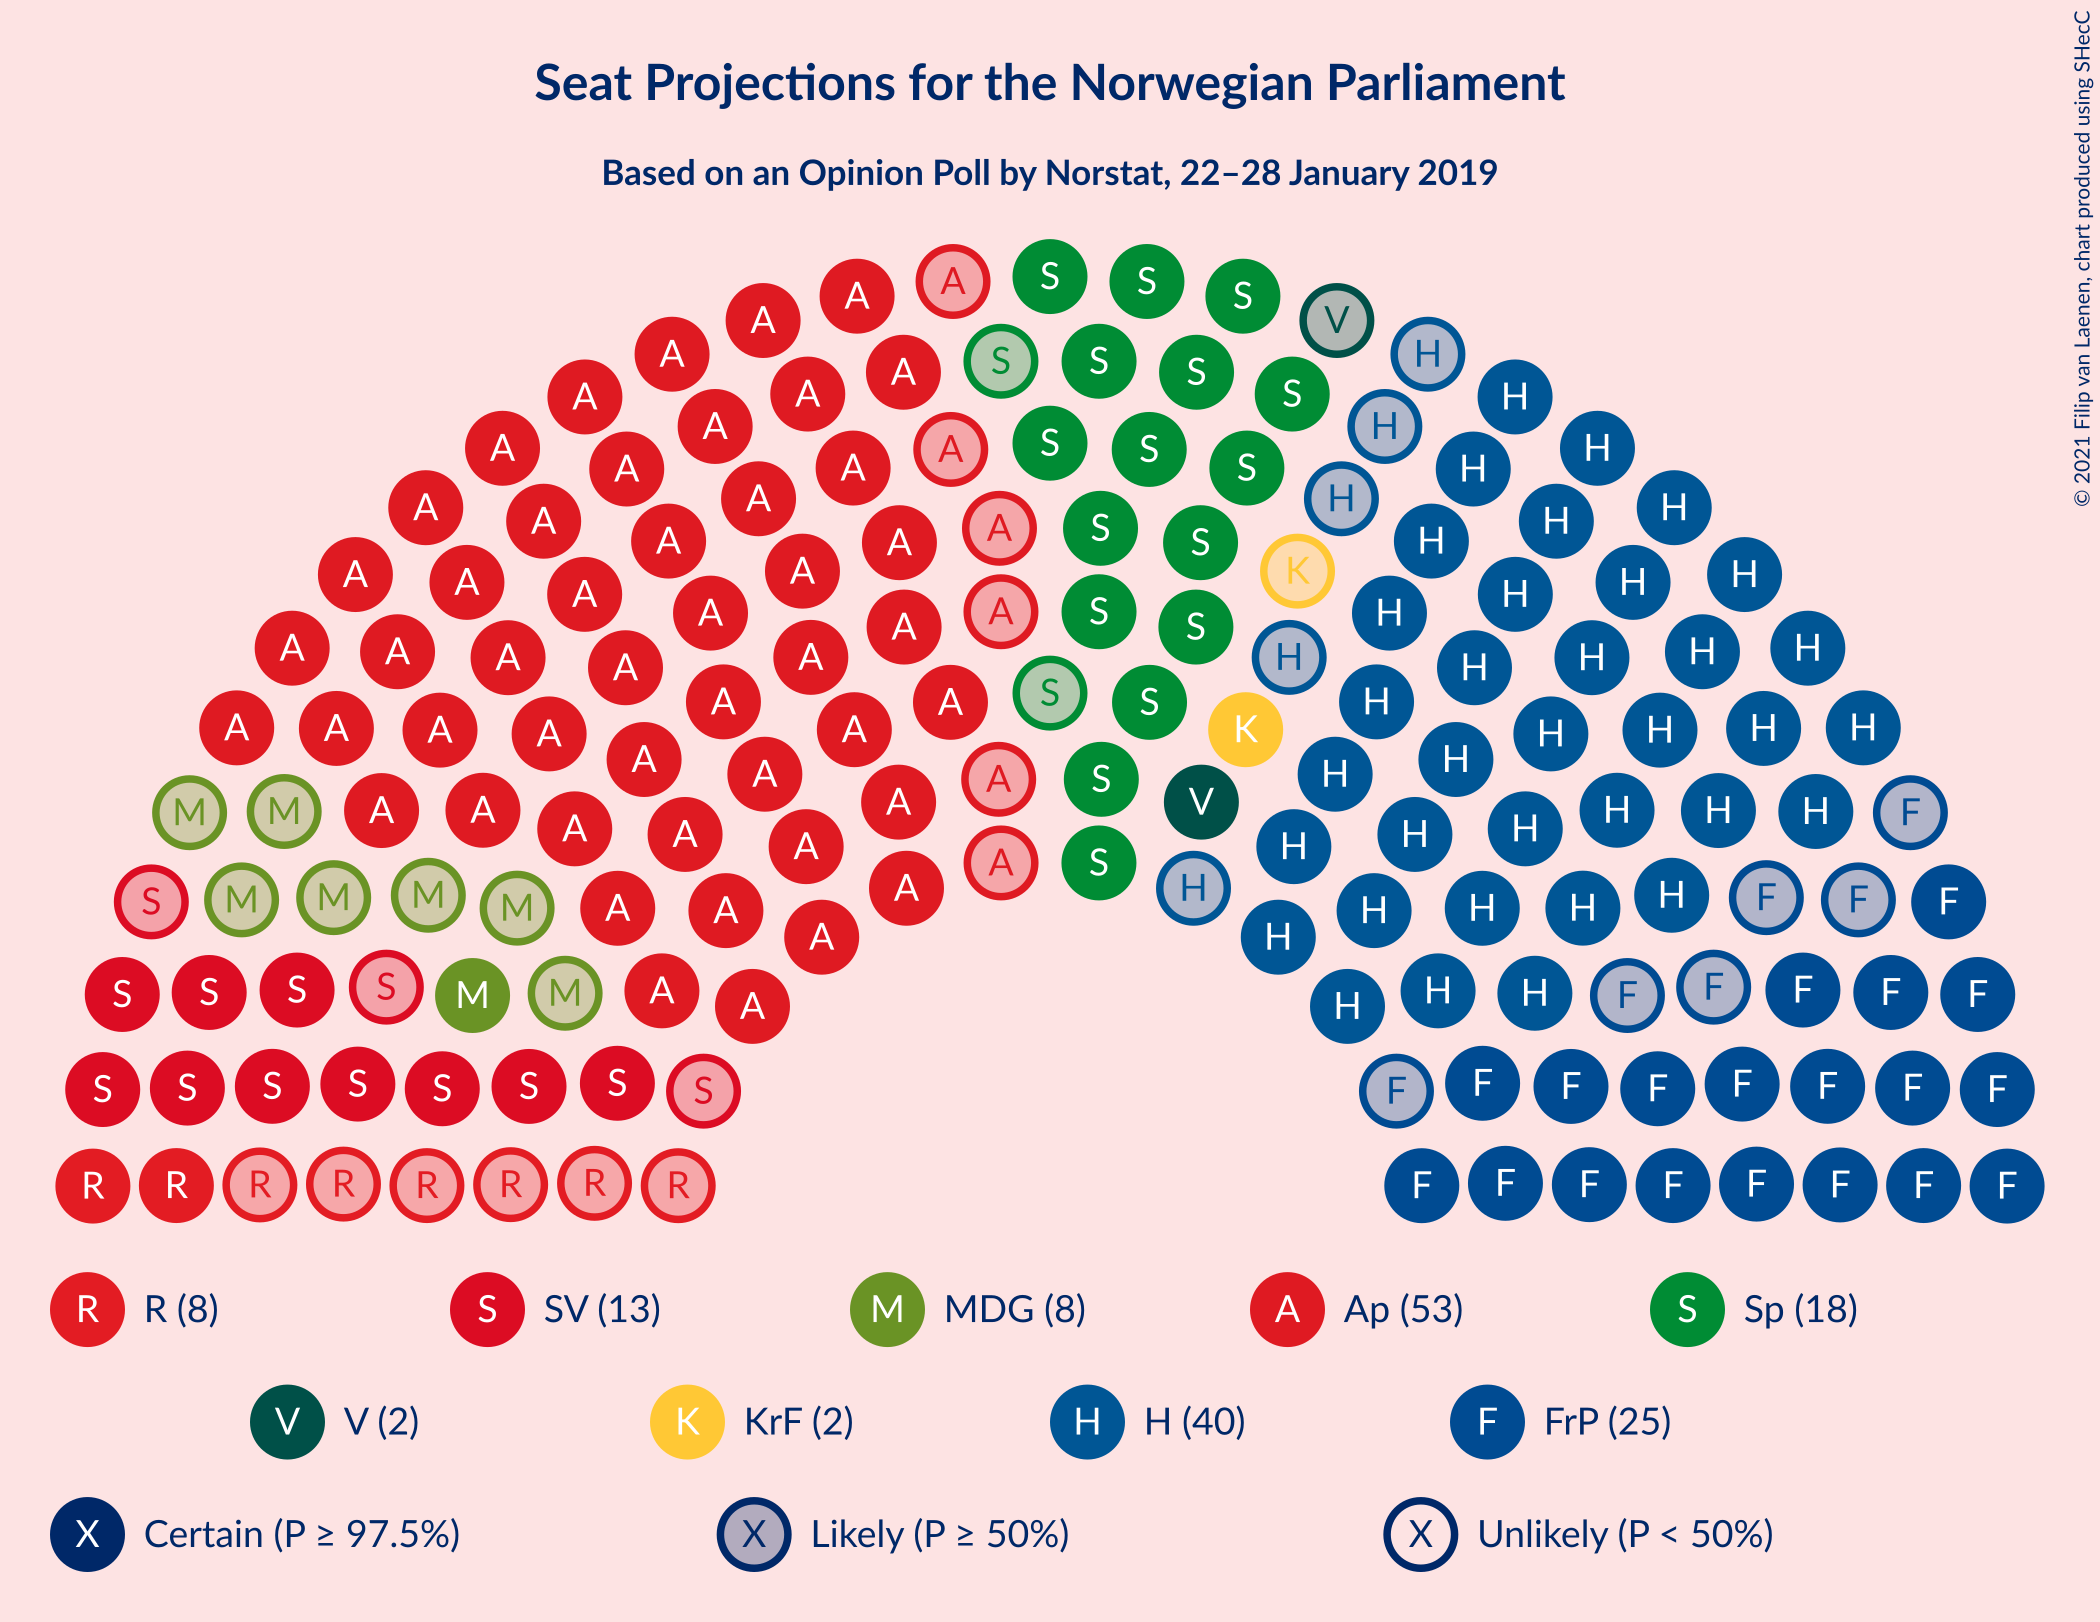 Seat Projections for the Norwegian Parliament
Based on an Opinion Poll by Norstat, 22–28 January 2019
© 2021 Filip van Laenen, chart produced using SHecC
A A A S S S V H
A A A S S S S H H
A A A A A S S S H H H
A A A A A A S S K H H H H
A A A A A A A S S H H H H H
A A A A A A A S S K H H H H H H
A A A A A A A A S V H H H H H H H
M M A A A A A A S H H H H H H H F
S M M M M A A A H H H H H F F F
S S S S M M A A H H H F F F F F
S S S S S S S S F F F F F F F F
R R R R R R R R F F F F F F F F
R R (8) S SV (13) M MDG (8) A Ap (53) S Sp (18)
V V (2) K KrF (2) H H (40) F FrP (25)
X Certain (P ≥ 97.5%) X Likely (P ≥ 50%) X Unlikely (P < 50%)